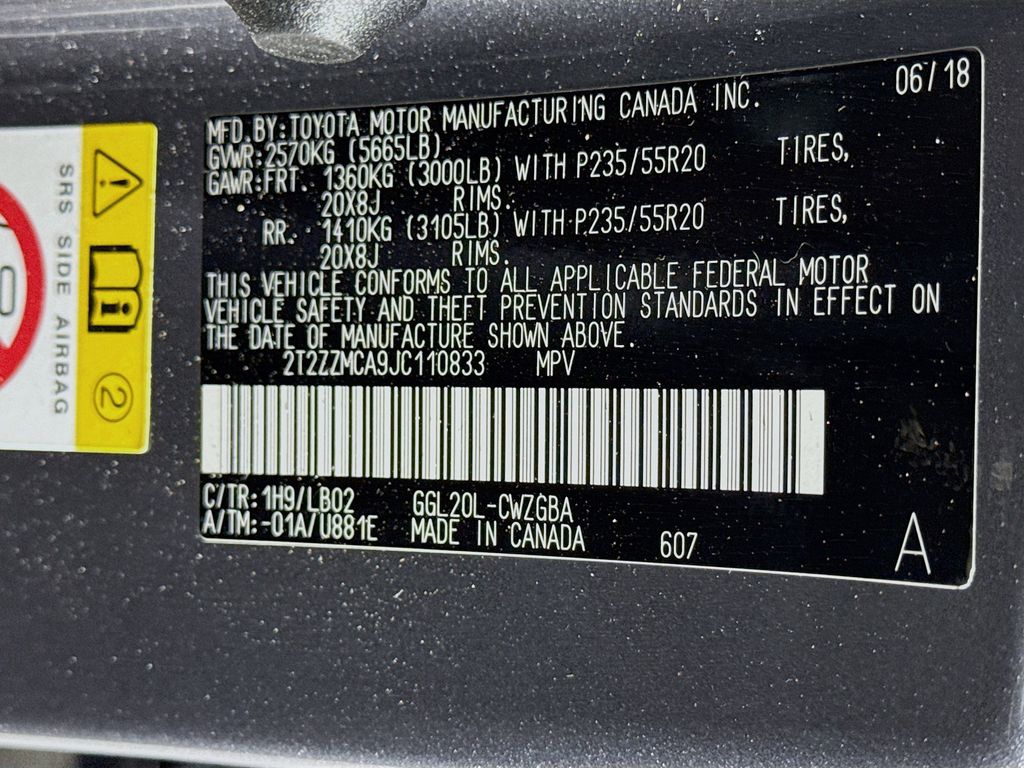 06/18
MFD.BY:TOYOTA MOTOR MANUFACTURING CANADA INC.
GVWR:2570KG (5665LB)
GAWR:FRT. 1360KG (3000LB) WITH P235/55R20 TIRES,
20X8J RIMS.
RR. 1410KG (3105LB) WITH P235/55R20 TIRES,
20X8J RIMS.
THIS VEHICLE CONFORMS TO ALL APPLICABLE FEDERAL MOTOR
VEHICLE SAFETY AND THEFT PREVENTION STANDARDS IN EFFECT ON
THE DATE OF MANUFACTURE SHOWN ABOVE.
2T2ZZMCA9JC110833 MPV
C/TR: 1H9/LB02 GGL20L-CWZGBA
A/TM:-01A/U881E MADE IN CANADA 607
A
SRS SIDE AIRBAG
2